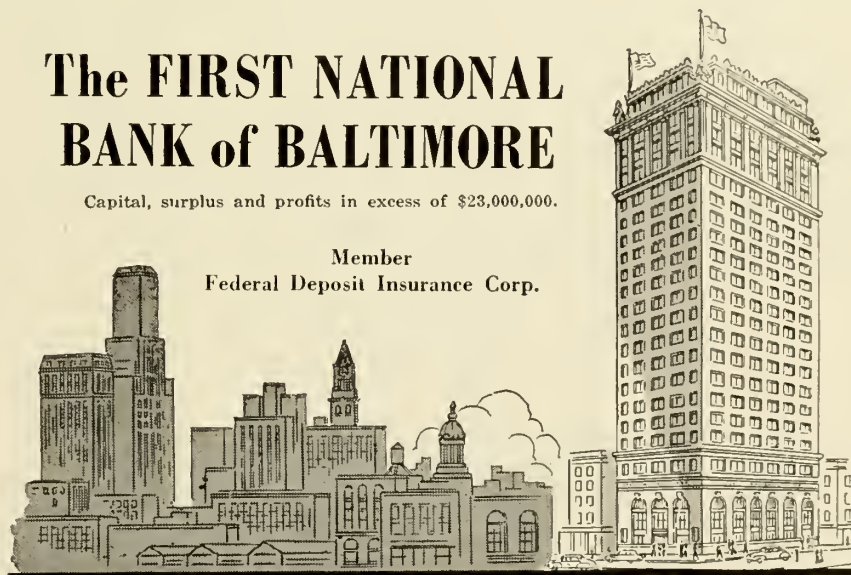 The FIRST NATIONAL
BANK of BALTIMORE
Capital, surplus and profits in excess of $23,000,000.
Member
Federal Deposit Insurance Corp.